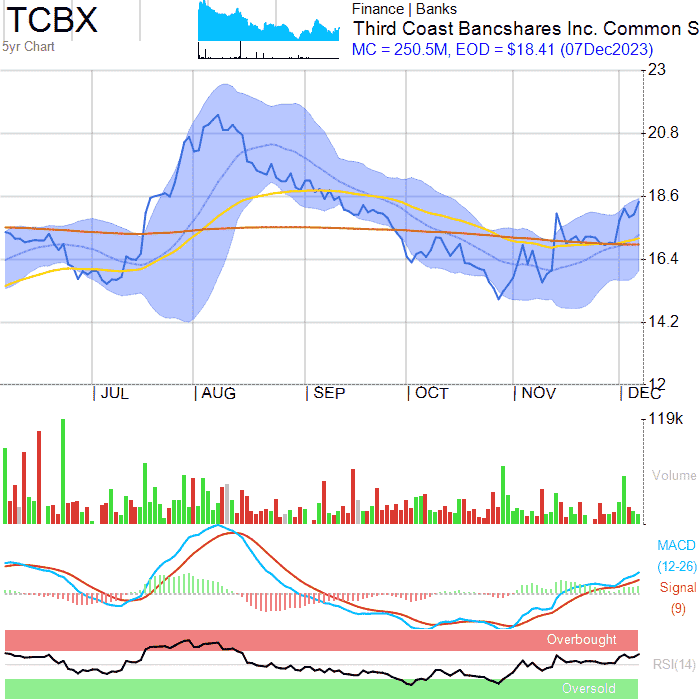 TCBX
5yr Chart
Finance | Banks
Third Coast Bancshares Inc. Common S
MC = 250.5M, EOD = $18.41 (07Dec2023)
23
20.8
18.6
16.4
14.2
12
JUL
AUG
SEP
OCT
NOV
DEC
119k
Volume
MACD
(12-26)
Signal
(9)
Overbought
RSI(14)
Oversold